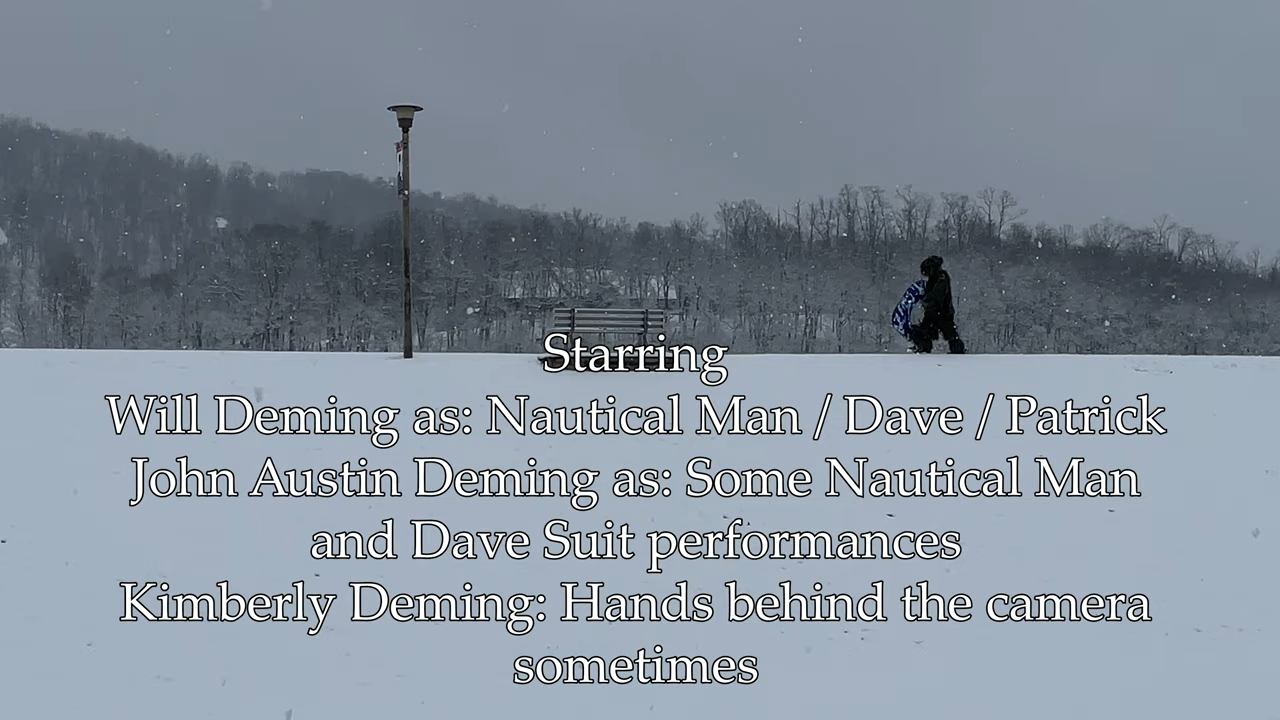 Starring
Will Deming as: Nautical Man / Dave / Patrick
John Austin Deming as: Some Nautical Man
and Dave Suit performances
Kimberly Deming: Hands behind the camera
sometimes